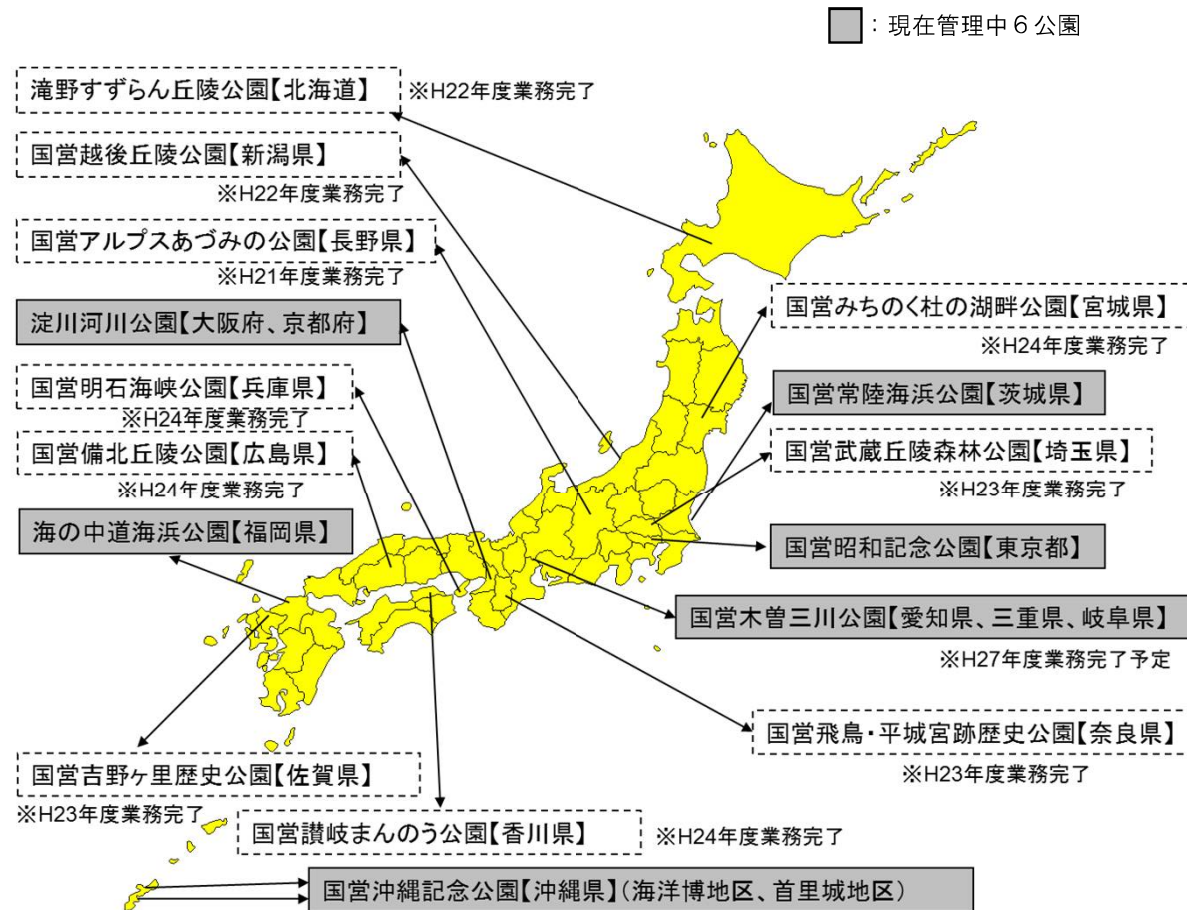 ：現在管理中６公園
滝野すずらん丘陵公園【北海道】
※H22年度業務完了
国営越後丘陵公園【新潟県】
※H22年度業務完了
国営アルプスあづみの公園【長野県】
※H21年度業務完了
淀川河川公園【大阪府、京都府】
国営明石海峡公園【兵庫県】
※H24年度業務完了
国営備北丘陵公園【広島県】
※H24年度業務完了
海の中道海浜公園【福岡県】
国営みちのく杜の湖畔公園【宮城県】
※H24年度業務完了
国営常陸海浜公園【茨城県】
国営武蔵丘陵森林公園【埼玉県】
※H23年度業務完了
国営昭和記念公園【東京都】
国営木曽三川公園【愛知県、三重県、岐阜県】
※H27年度業務完了予定
国営飛鳥・平城宮跡歴史公園【奈良県】
※H23年度業務完了
国営吉野ヶ里歴史公園【佐賀県】
※H23年度業務完了
国営讃岐まんのう公園【香川県】
※H24年度業務完了
国営沖縄記念公園【沖縄県】（海洋博地区、首里城地区）